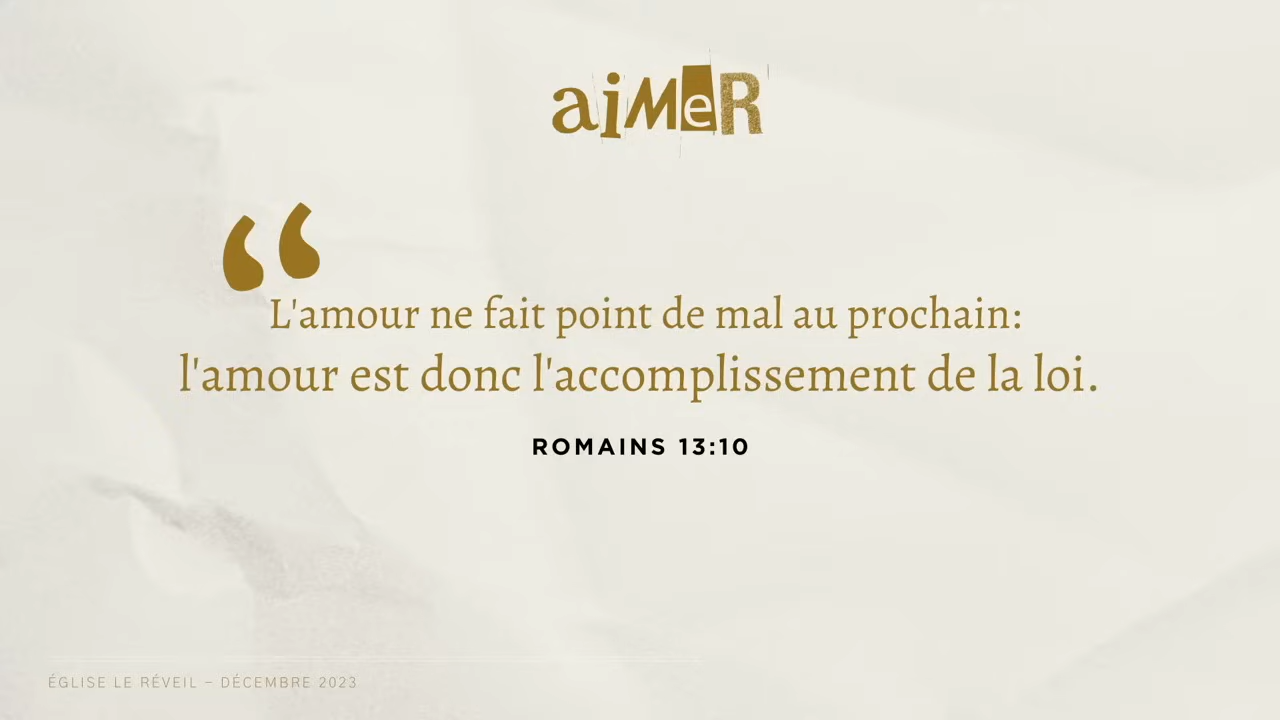 aiMeR
“
L'amour ne fait point de mal au prochain:
l'amour est donc l'accomplissement de la loi.
ROMAINS 13:10
ÉGLISE LE RÉVEIL – DÉCEMBRE 2023